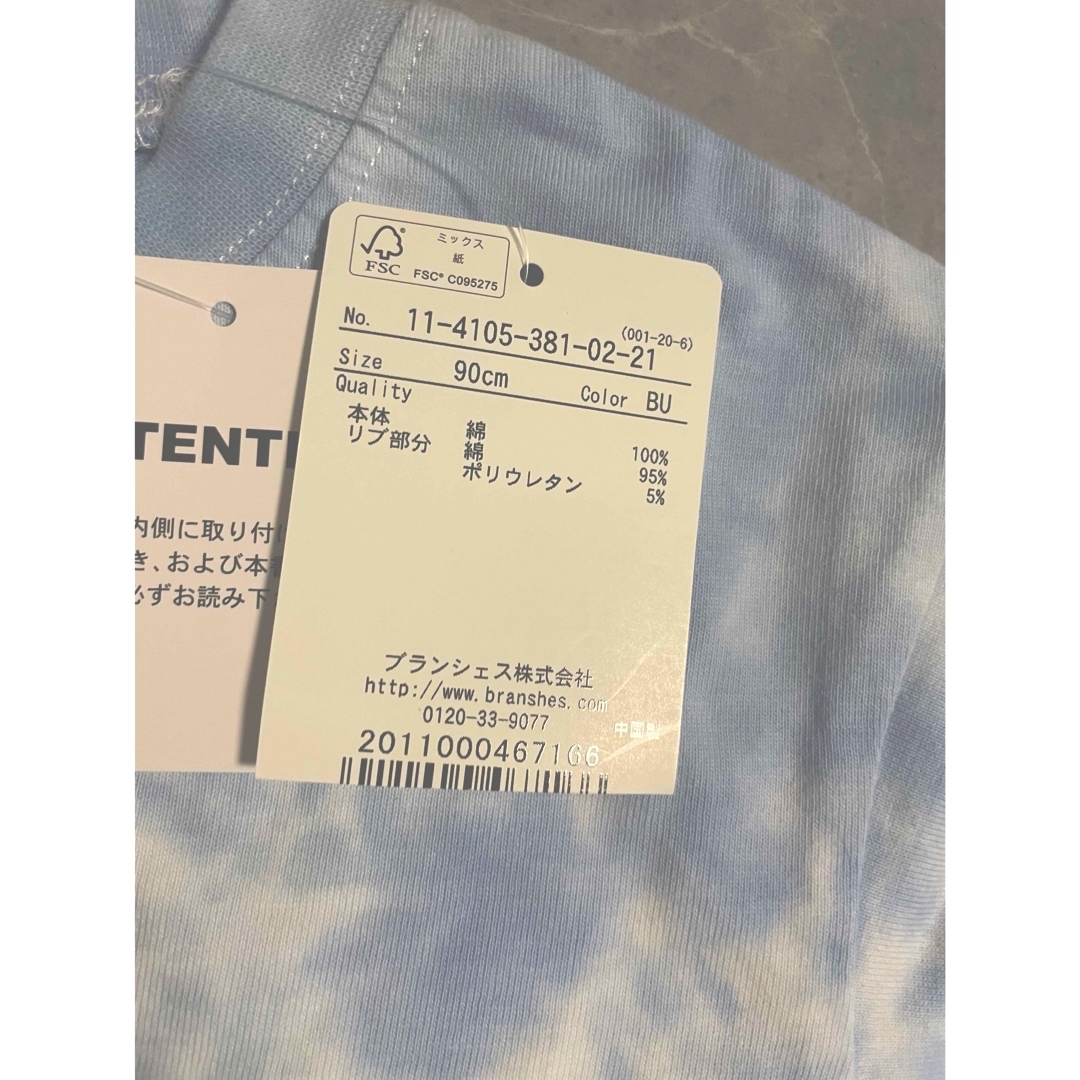 FSC
ミックス
紙
FSC® C095275
No. 11-4105-381-02-21 (001-20-6)
Size 90cm Color BU
Quality
本体 綿 100%
リブ部分 綿 95%
ポリウレタン 5%
ブランシェス株式会社
http://www.branshes.com
0120-33-9077
中国製
2011000467166
TENTI
内側に取り付け
き、および本
必ずお読み下